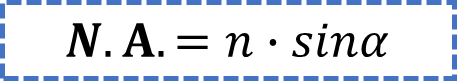 N. A. = n · sinα